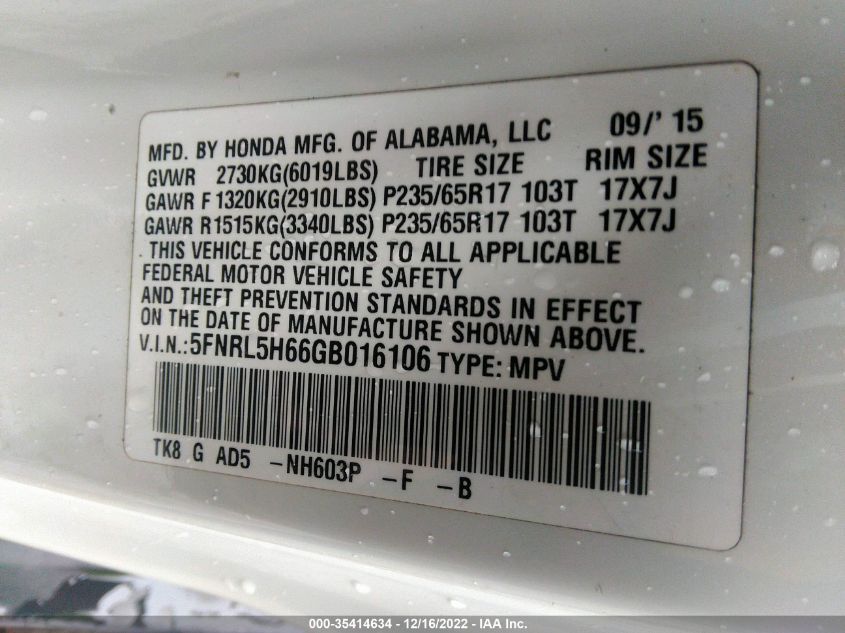 MFD. BY HONDA MFG. OF ALABAMA, LLC 09/' 15
GVWR 2730KG(6019LBS) TIRE SIZE RIM SIZE
GAWR F 1320KG(2910LBS) P235/65R17 103T 17X7J
GAWR R1515KG(3340LBS) P235/65R17 103T 17X7J
THIS VEHICLE CONFORMS TO ALL APPLICABLE
FEDERAL MOTOR VEHICLE SAFETY
AND THEFT PREVENTION STANDARDS IN EFFECT
ON THE DATE OF MANUFACTURE SHOWN ABOVE.
V.I.N.:5FNRL5H66GB016106 TYPE: MPV
TK8 G AD5 -NH603P -F -B
000-35414634 - 12/16/2022 - IAA Inc.